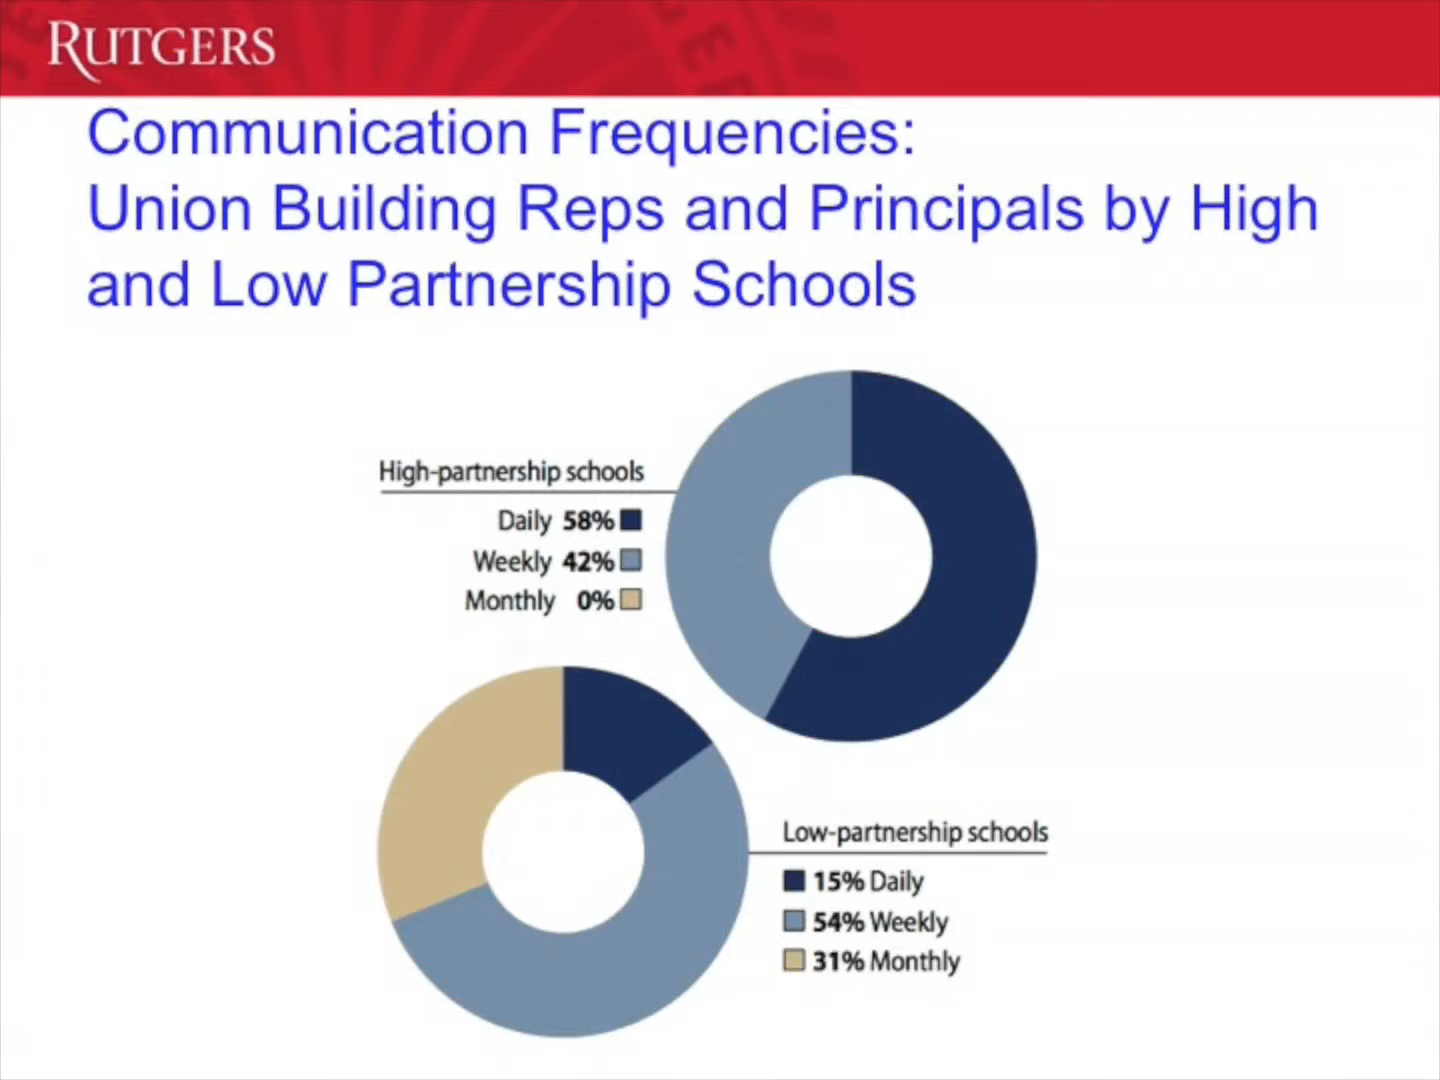 RUTGERS
Communication Frequencies:
Union Building Reps and Principals by High
and Low Partnership Schools
High-partnership schools
Daily 58%
Weekly 42%
Monthly 0%
Low-partnership schools
15% Daily
54% Weekly
31% Monthly